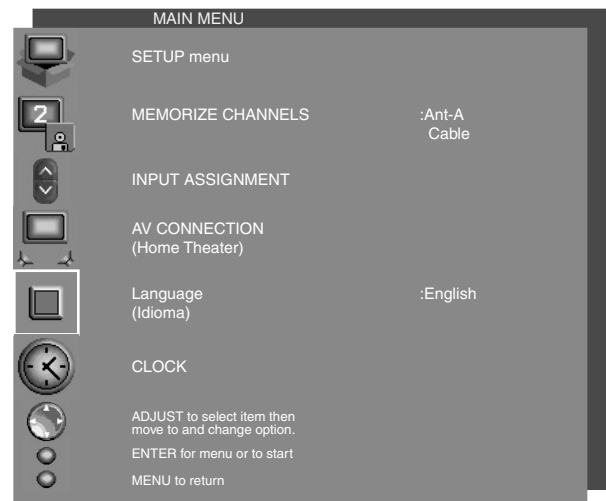 MAIN MENU
SETUP menu
2
MEMORIZE CHANNELS :Ant-A
Cable
INPUT ASSIGNMENT
AV CONNECTION
(Home Theater)
Language :English
(Idioma)
CLOCK
ADJUST to select item then
move to and change option.
ENTER for menu or to start
MENU to return